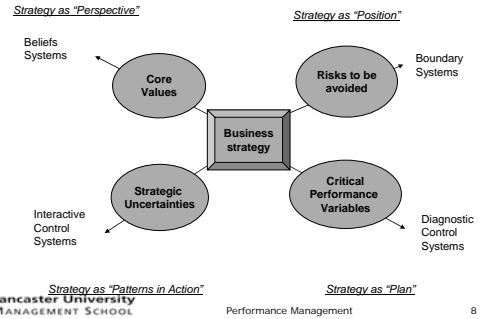 Strategy as “Perspective”
Strategy as “Position”
Beliefs
Systems
Core
Values
Risks to be
avoided
Boundary
Systems
Business
strategy
Strategic
Uncertainties
Critical
Performance
Variables
Interactive
Control
Systems
Diagnostic
Control
Systems
Strategy as “Patterns in Action”
Strategy as “Plan”
ancaster University
MANAGEMENT SCHOOL
Performance Management
8